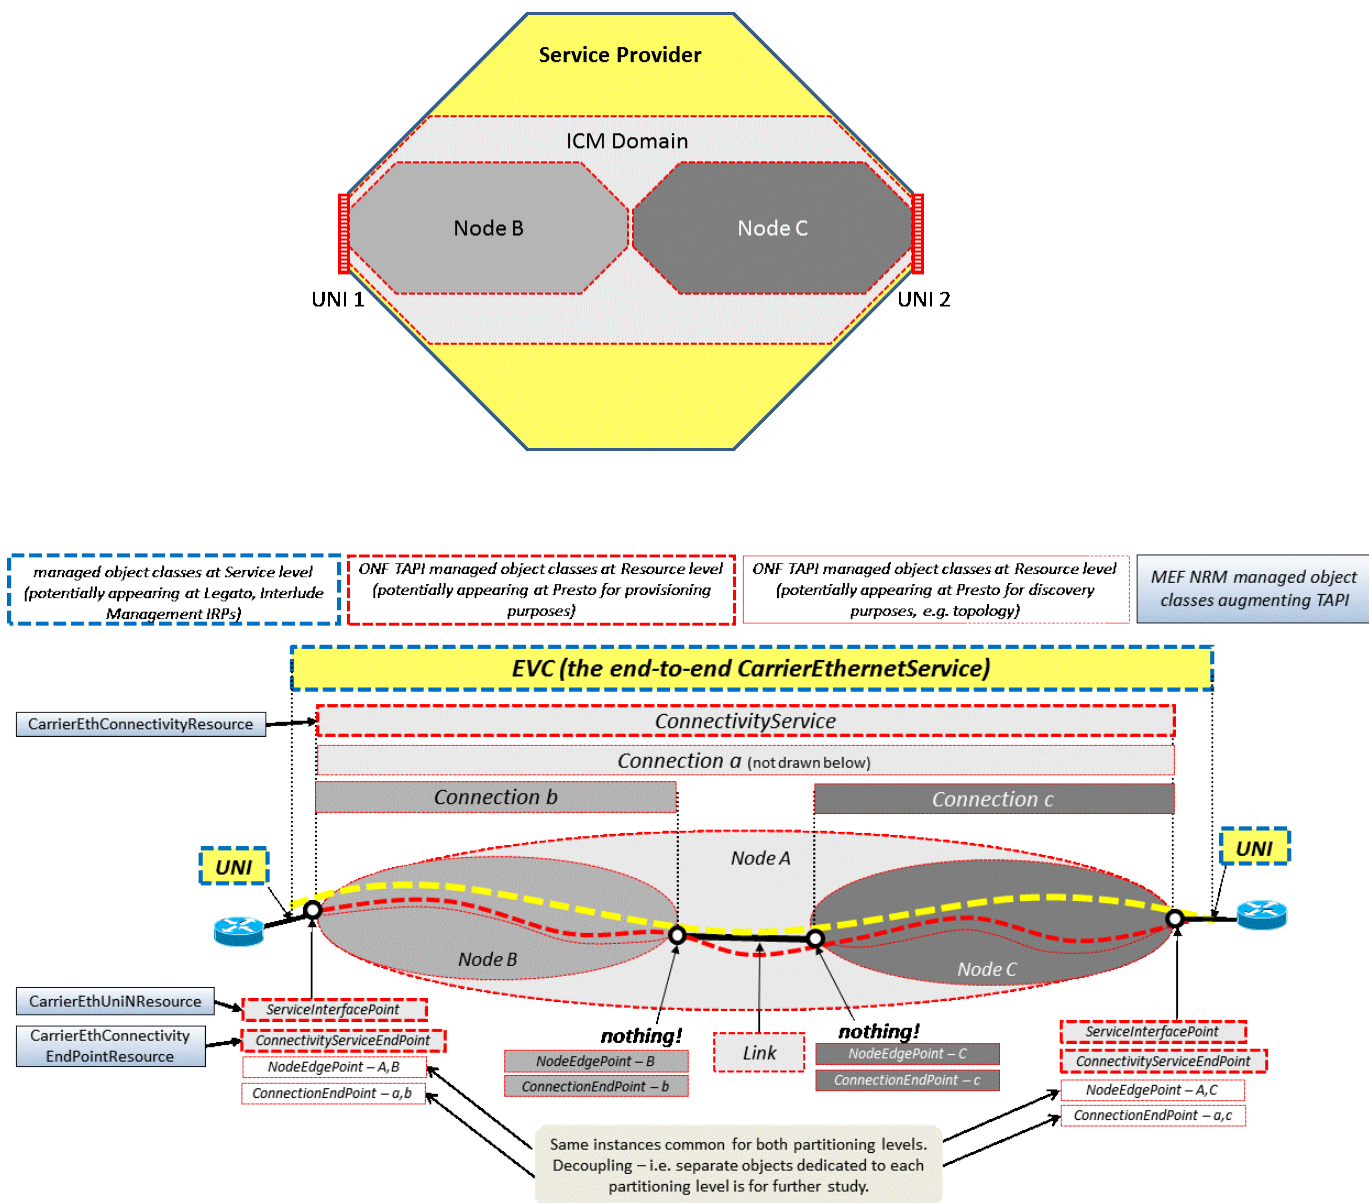 Service Provider
ICM Domain
Node B
Node C
UNI 1
UNI 2
managed object classes at Service level
(potentially appearing at Legato, Interlude
Management IRPs)
ONF TAPI managed object classes at Resource level
(potentially appearing at Presto for provisioning
purposes)
ONF TAPI managed object classes at Resource level
(potentially appearing at Presto for discovery
purposes, e.g. topology)
MEF NRM managed object
classes augmenting TAPI
EVC (the end-to-end CarrierEthernetService)
CarrierEthConnectivityResource
ConnectivityService
Connection a (not drawn below)
Connection b
Connection c
UNI
Node A
UNI
Node B
Node C
CarrierEthUniNResource
ServiceInterfacePoint
CarrierEthConnectivity
EndPointResource
ConnectivityServiceEndPoint
NodeEdgePoint – A,B
ConnectionEndPoint – a,b
nothing!
NodeEdgePoint – B
ConnectionEndPoint – b
Link
nothing!
NodeEdgePoint – C
ConnectionEndPoint – c
ServiceInterfacePoint
ConnectivityServiceEndPoint
NodeEdgePoint – A,C
ConnectionEndPoint – a,c
Same instances common for both partitioning levels.
Decoupling – i.e. separate objects dedicated to each
partitioning level is for further study.